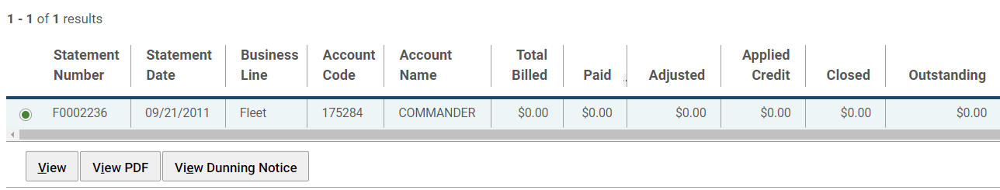 1 - 1 of 1 results
Statement Number Statement Date Business Line Account Code Account Name Total Billed Paid Adjusted Applied Credit Closed Outstanding
F0002236 09/21/2011 Fleet 175284 COMMANDER $0.00 $0.00 $0.00 $0.00 $0.00 $0.00
View View PDF View Dunning Notice